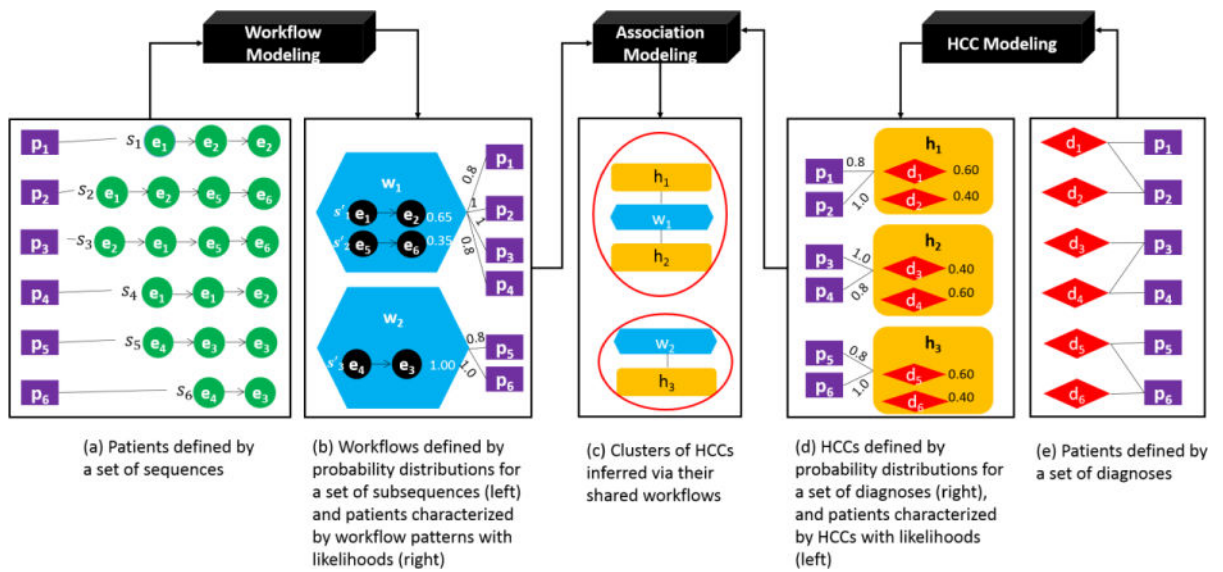 Workflow
Modeling
Association
Modeling
HCC Modeling
p₁ s₁ e₁ e₂ e₂
p₂ s₂ e₁ e₂ e₅ e₆
p₃ s₃ e₂ e₁ e₅ e₆
p₄ s₄ e₁ e₁ e₂
p₅ s₅ e₄ e₃ e₃
p₆ s₆ e₄ e₃
w₁
s'₁ e₁ e₂ 0.65
s'₂ e₅ e₆ 0.35
0.8 p₁
1 p₂
1 p₃
0.8 p₄
w₂
s'₃ e₄ e₃ 1.00
0.8 p₅
1.0 p₆
h₁
w₁
h₂
w₂
h₃
h₁
p₁ 0.8 d₁ 0.60
p₂ 1.0 d₂ 0.40
h₂
p₃ 1.0 d₃ 0.40
p₄ 0.8 d₄ 0.60
h₃
p₅ 0.8 d₅ 0.60
p₆ 1.0 d₆ 0.40
d₁ p₁
d₂ p₂
d₃ p₃
d₄ p₄
d₅ p₅
d₆ p₆
(a) Patients defined by
a set of sequences
(b) Workflows defined by
probability distributions for
a set of subsequences (left)
and patients characterized
by workflow patterns with
likelihoods (right)
(c) Clusters of HCCs
inferred via their
shared workflows
(d) HCCs defined by
probability distributions for
a set of diagnoses (right),
and patients characterized
by HCCs with likelihoods
(left)
(e) Patients defined by
a set of diagnoses